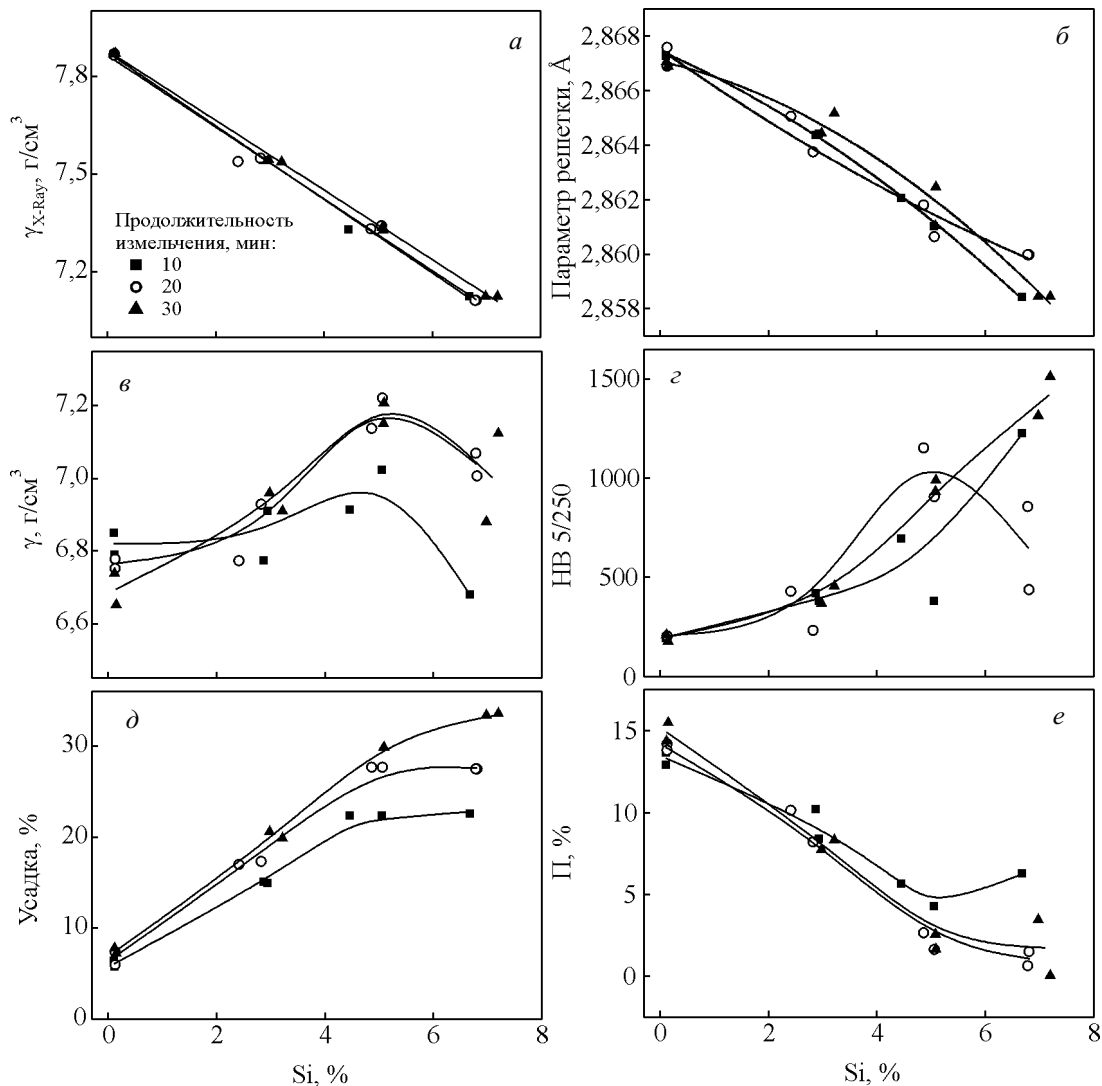 а
7,8
7,5
7,2
γX-Ray, г/см³
Продолжительность
измельчения, мин:
10
20
30
б
2,868
2,866
2,864
2,862
2,860
2,858
Параметр решетки, Å
в
7,2
7,0
6,8
6,6
γ, г/см³
г
1500
1000
500
0
НВ 5/250
д
30
20
10
0
Усадка, %
0 2 4 6 8
Si, %
е
15
10
5
0
П, %
0 2 4 6 8
Si, %